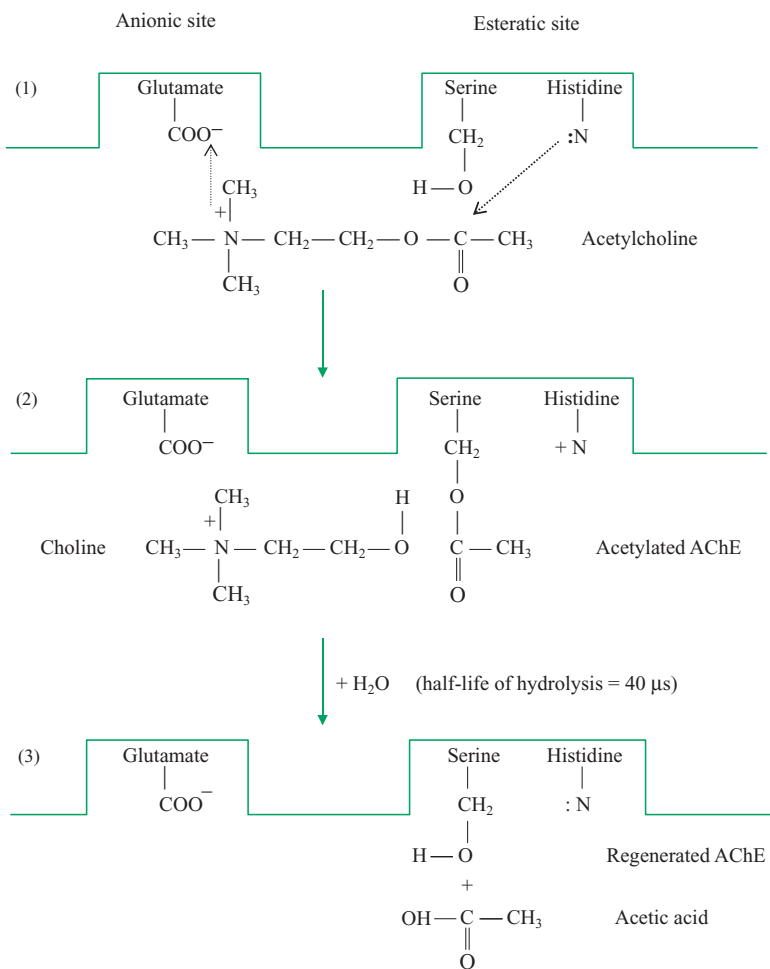 Anionic site Esteratic site
(1) Glutamate Serine Histidine
COO− CH2 :N
CH3 H — O
+
CH3 — N — CH2 — CH2 — O — C — CH3 Acetylcholine
CH3 O
(2) Glutamate Serine Histidine
COO− CH2 + N
H
CH3 O
+
Choline CH3 — N — CH2 — CH2 — O C — CH3 Acetylated AChE
CH3 O
+ H2O (half-life of hydrolysis = 40 μs)
(3) Glutamate Serine Histidine
COO− CH2 : N
H — O Regenerated AChE
+
OH — C — CH3 Acetic acid
O